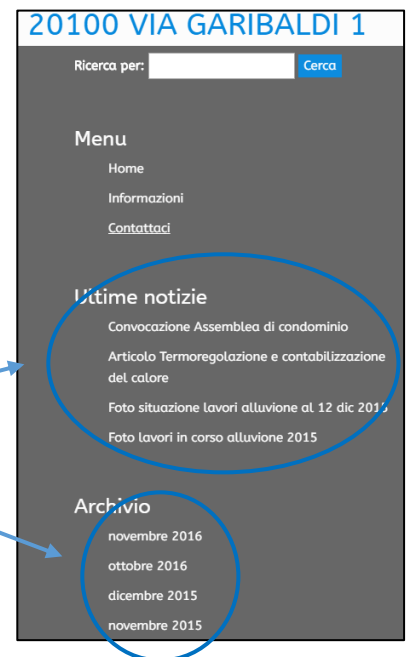 20100 VIA GARIBALDI 1
Ricerca per: Cerca
Menu
Home
Informazioni
Contattaci
Ultime notizie
Convocazione Assemblea di condominio
Articolo Termoregolazione e contabilizzazione
del calore
Foto situazione lavori alluvione al 12 dic 2015
Foto lavori in corso alluvione 2015
Archivio
novembre 2016
ottobre 2016
dicembre 2015
novembre 2015